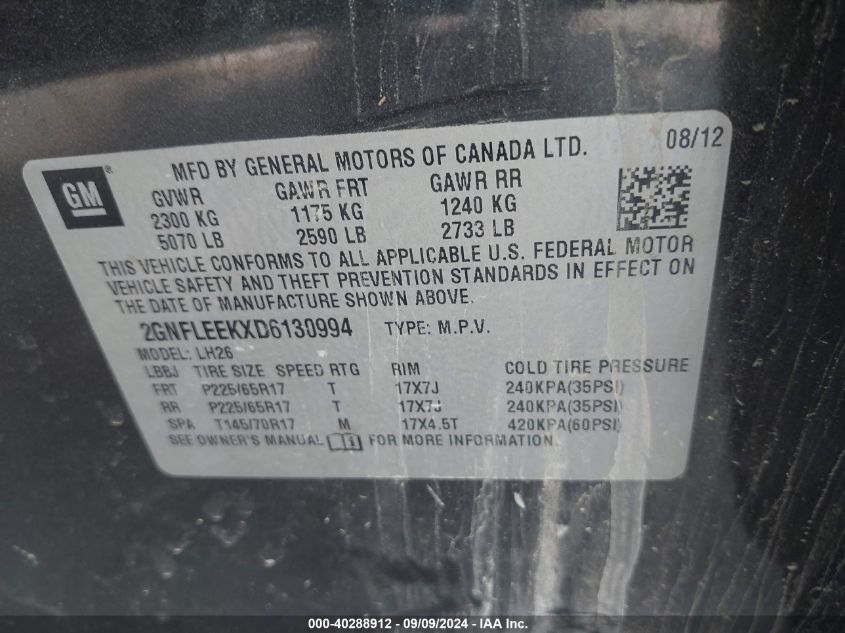 MFD BY GENERAL MOTORS OF CANADA LTD. 08/12
GM ®
GVWR GAWR FRT GAWR RR
2300 KG 1175 KG 1240 KG
5070 LB 2590 LB 2733 LB
THIS VEHICLE CONFORMS TO ALL APPLICABLE U.S. FEDERAL MOTOR
VEHICLE SAFETY AND THEFT PREVENTION STANDARDS IN EFFECT ON
THE DATE OF MANUFACTURE SHOWN ABOVE.
2GNFLEEKXD6130994 TYPE: M.P.V.
MODEL: LH26
LBBJ TIRE SIZE SPEED RTG RIM COLD TIRE PRESSURE
FRT P225/65R17 T 17X7J 240KPA(35PSI)
RR P225/65R17 T 17X7J 240KPA(35PSI)
SPA T145/70R17 M 17X4.5T 420KPA(60PSI)
SEE OWNER'S MANUAL FOR MORE INFORMATION.
000-40288912 - 09/09/2024 - IAA Inc.